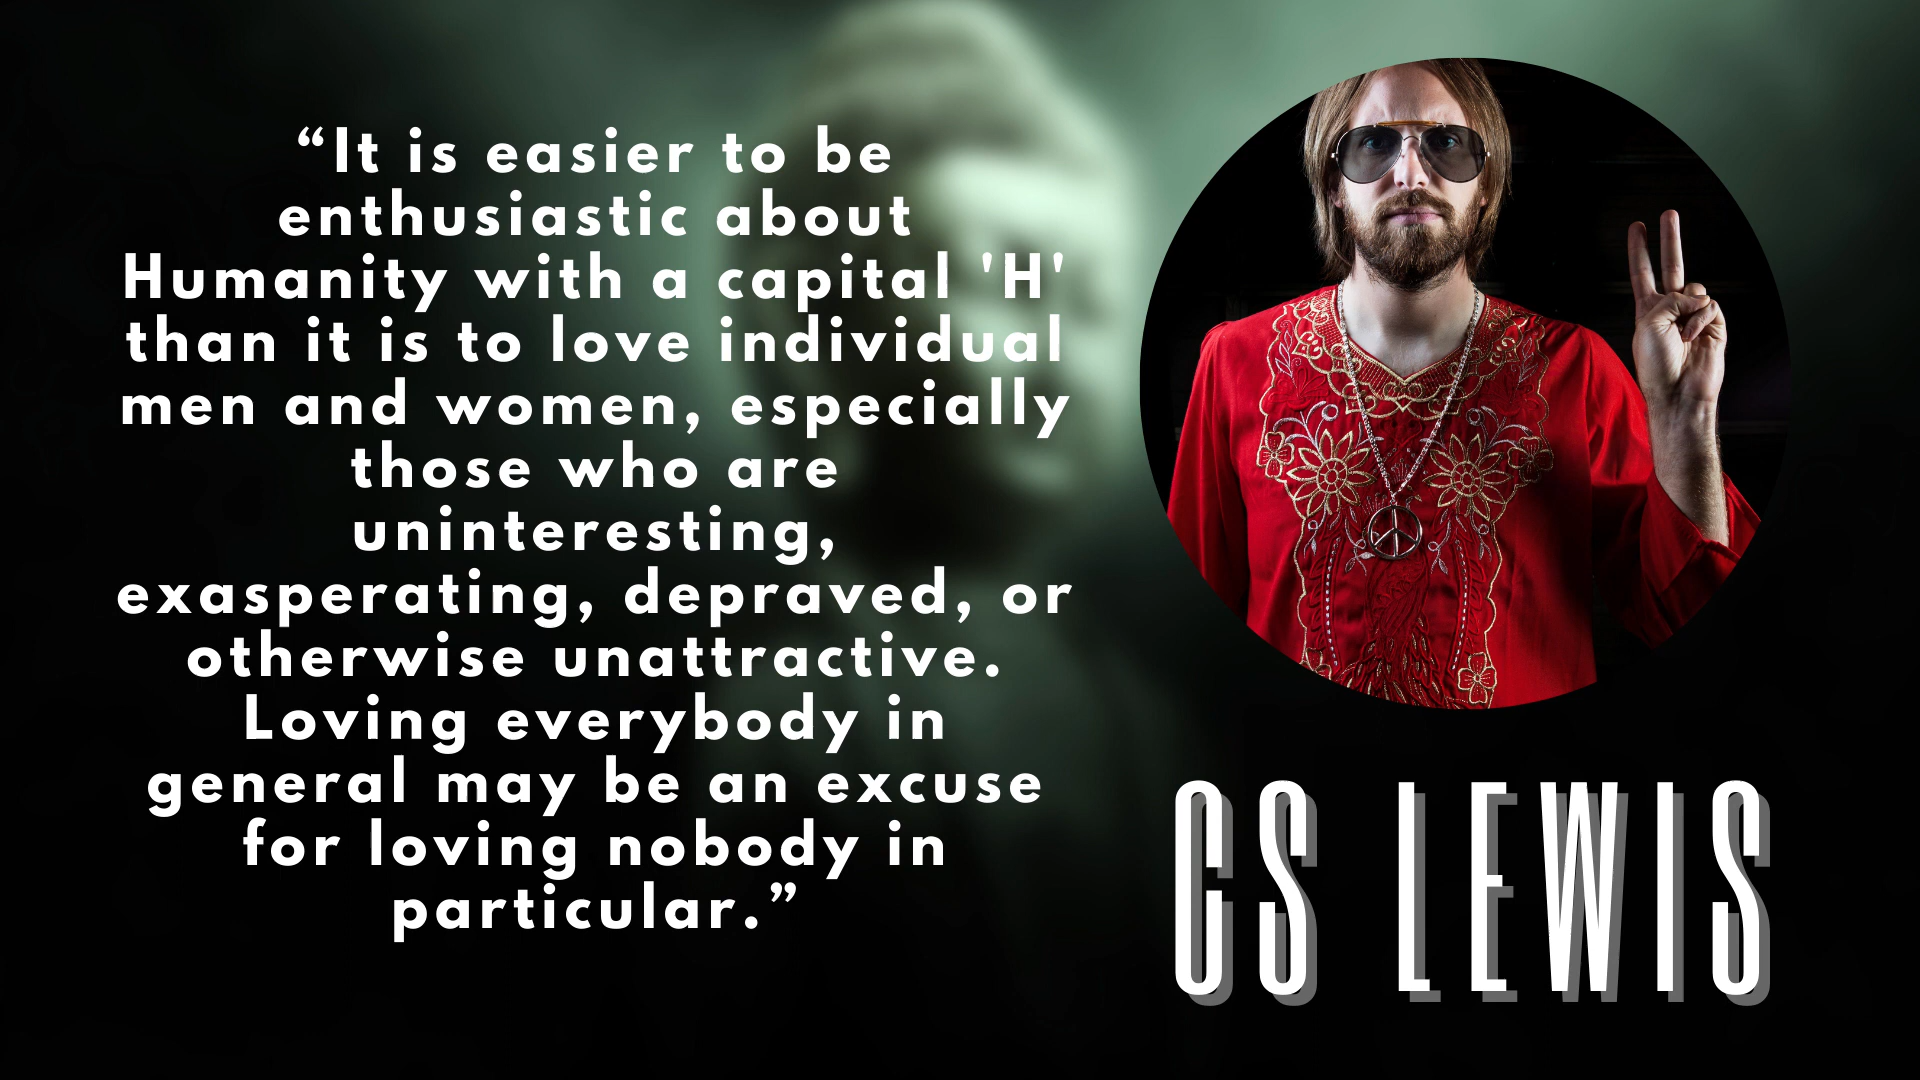 “It is easier to be
enthusiastic about
Humanity with a capital 'H'
than it is to love individual
men and women, especially
those who are
uninteresting,
exasperating, depraved, or
otherwise unattractive.
Loving everybody in
general may be an excuse
for loving nobody in
particular.”
CS LEWIS